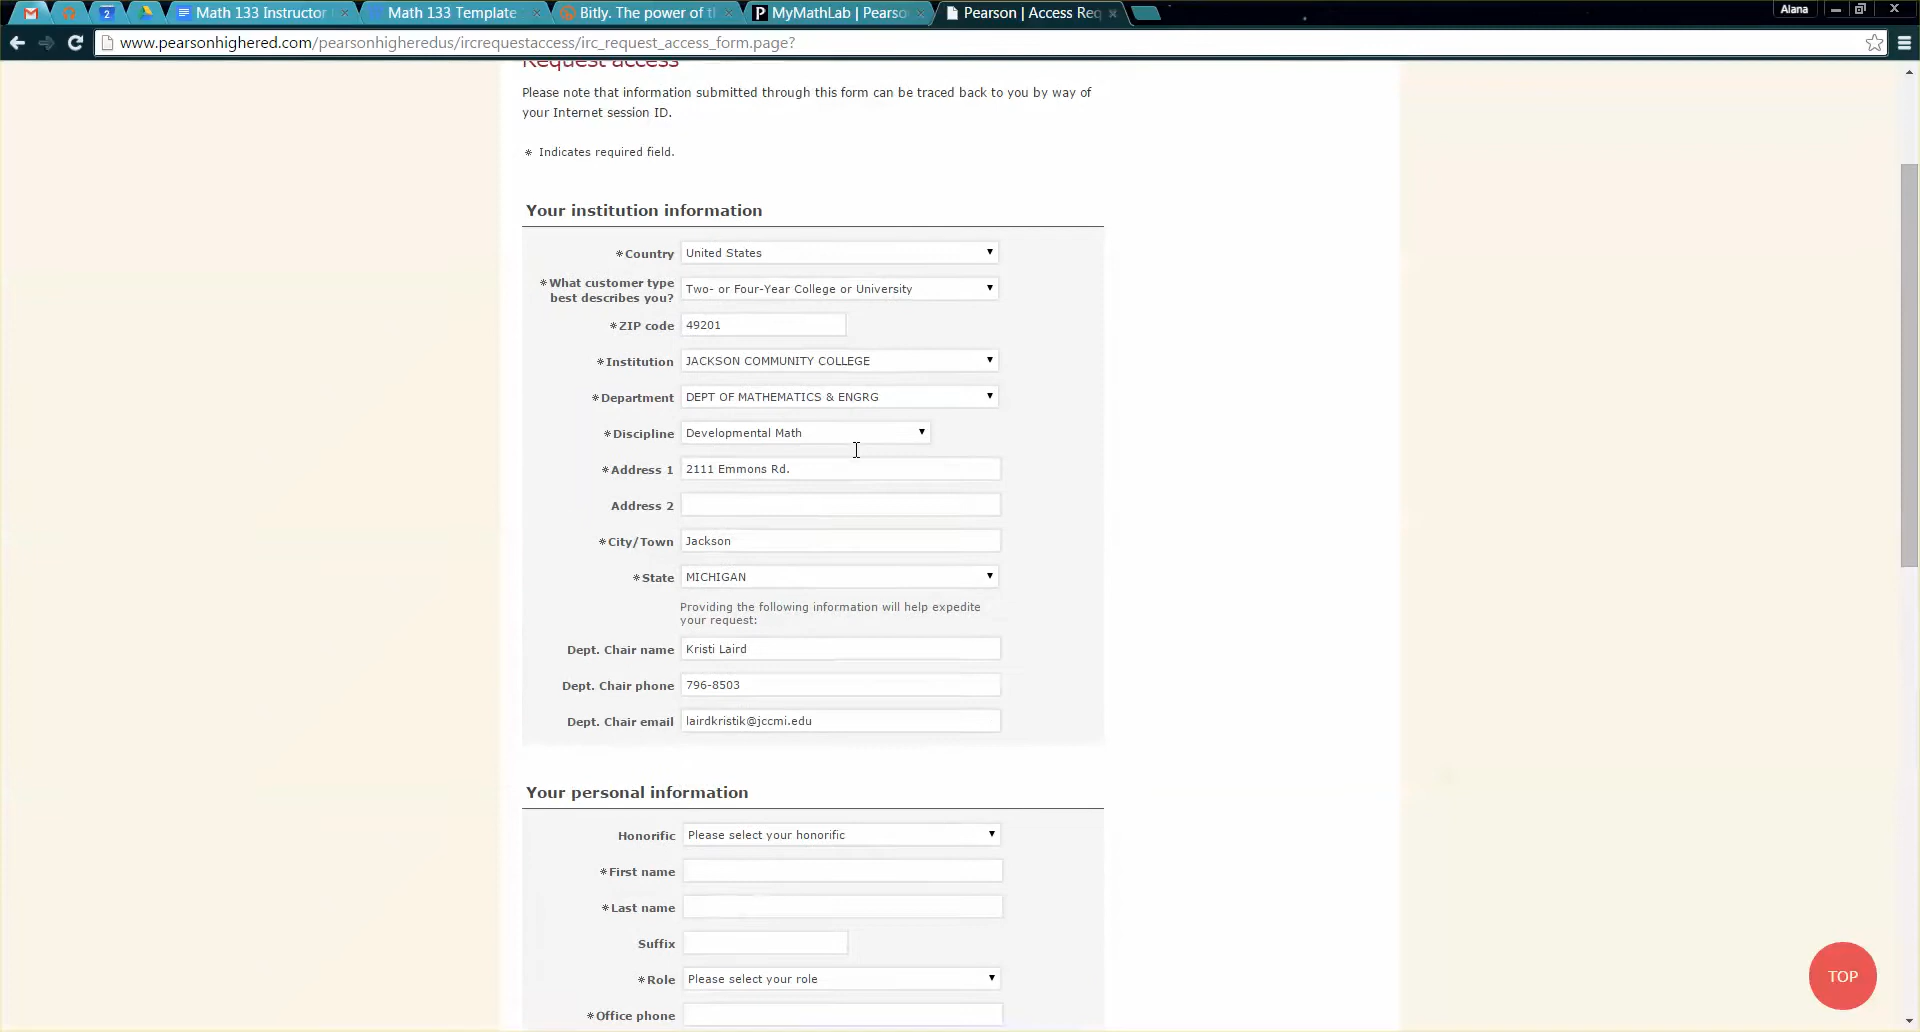 Math 133 Instructor
Math 133 Template
Bitly. The power of t
MyMathLab | Pearso
Pearson | Access Req
Alana
www.pearsonhighered.com/pearsonhigheredus/ircrequestaccess/irc_request_access_form.page?
Request access
Please note that information submitted through this form can be traced back to you by way of
your Internet session ID.
* Indicates required field.
Your institution information
*Country United States
*What customer type
best describes you? Two- or Four-Year College or University
*ZIP code 49201
*Institution JACKSON COMMUNITY COLLEGE
*Department DEPT OF MATHEMATICS & ENGRG
*Discipline Developmental Math
*Address 1 2111 Emmons Rd.
Address 2
*City/Town Jackson
*State MICHIGAN
Providing the following information will help expedite
your request:
Dept. Chair name Kristi Laird
Dept. Chair phone 796-8503
Dept. Chair email lairdkristik@jccmi.edu
Your personal information
Honorific Please select your honorific
*First name
*Last name
Suffix
*Role Please select your role
*Office phone
TOP